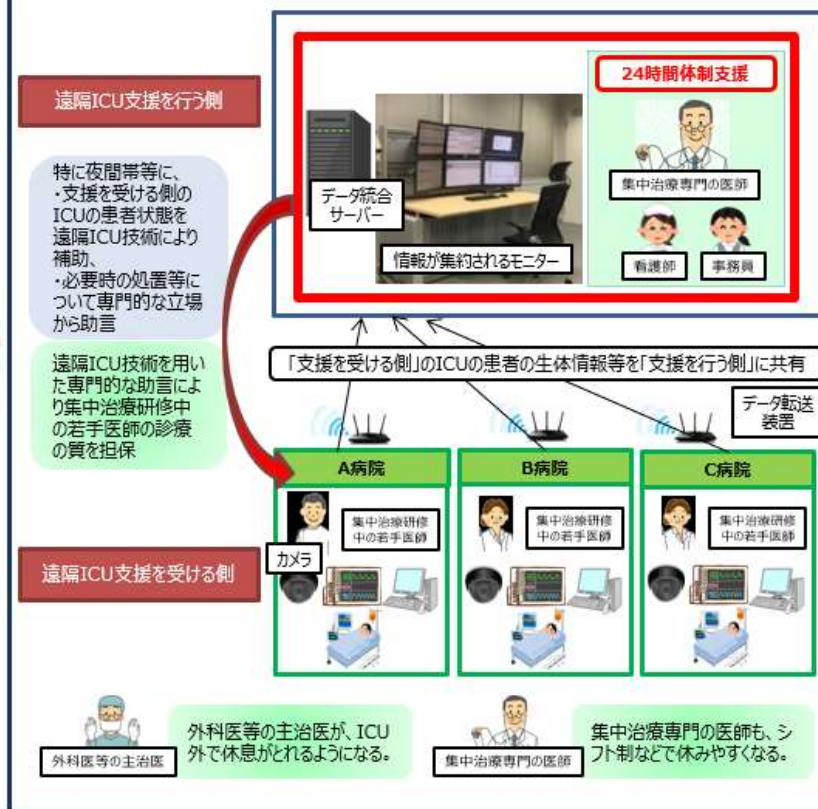 遠隔ICU支援を行う側
24時間体制支援
集中治療専門の医師
データ統合
サーバー
情報が集約されるモニター
看護師
事務員
特に夜間帯等に、
・支援を受ける側の
ICUの患者状態を
遠隔ICU技術により
補助、
・必要時の処置等に
ついて専門的な立場
から助言
遠隔ICU技術を用い
た専門的な助言によ
り集中治療研修中
の若手医師の診療
の質を担保
「支援を受ける側」のICUの患者の生体情報等を「支援を行う側」に共有
データ転送
装置
A病院
B病院
C病院
集中治療研修
中の若手医師
集中治療研修
中の若手医師
集中治療研修
中の若手医師
カメラ
遠隔ICU支援を受ける側
外科医等の主治医
外科医等の主治医が、ICU
外で休息がとれるようになる。
集中治療専門の医師
集中治療専門の医師も、シ
フト制などで休みやすくなる。